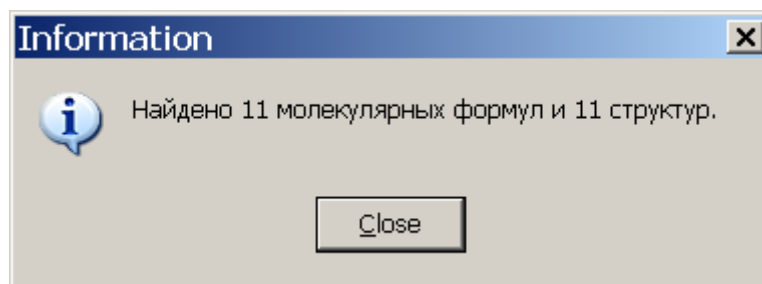 Information
Найдено 11 молекулярных формул и 11 структур.
Close